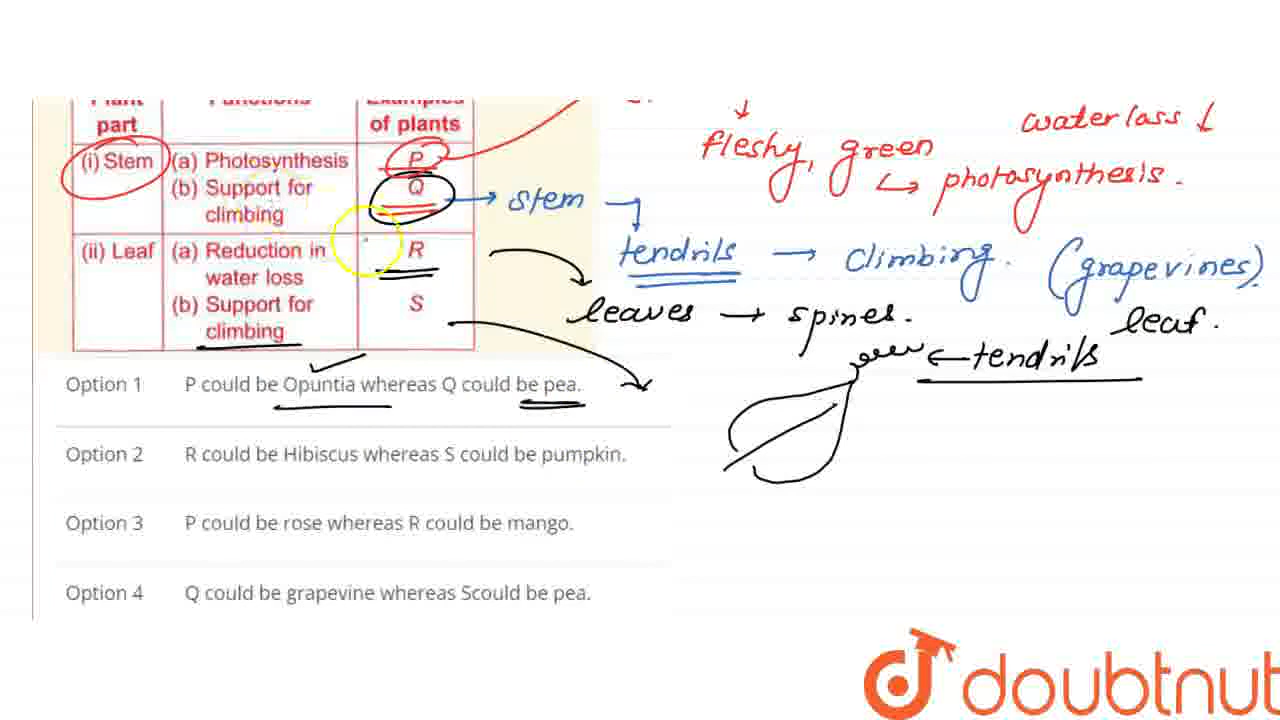 Plant Functions Examples
part of plants
(i) Stem (a) Photosynthesis P
(b) Support for Q
climbing
(ii) Leaf (a) Reduction in R
water loss
(b) Support for S
climbing
water loss ↓
↓
fleshy, green
↳ photosynthesis.
→ stem
tendrils → climbing. (grapevines).
leaves → spines.
leaf.
← tendrils
Option 1 P could be Opuntia whereas Q could be pea.
Option 2 R could be Hibiscus whereas S could be pumpkin.
Option 3 P could be rose whereas R could be mango.
Option 4 Q could be grapevine whereas Scould be pea.
doubtnut